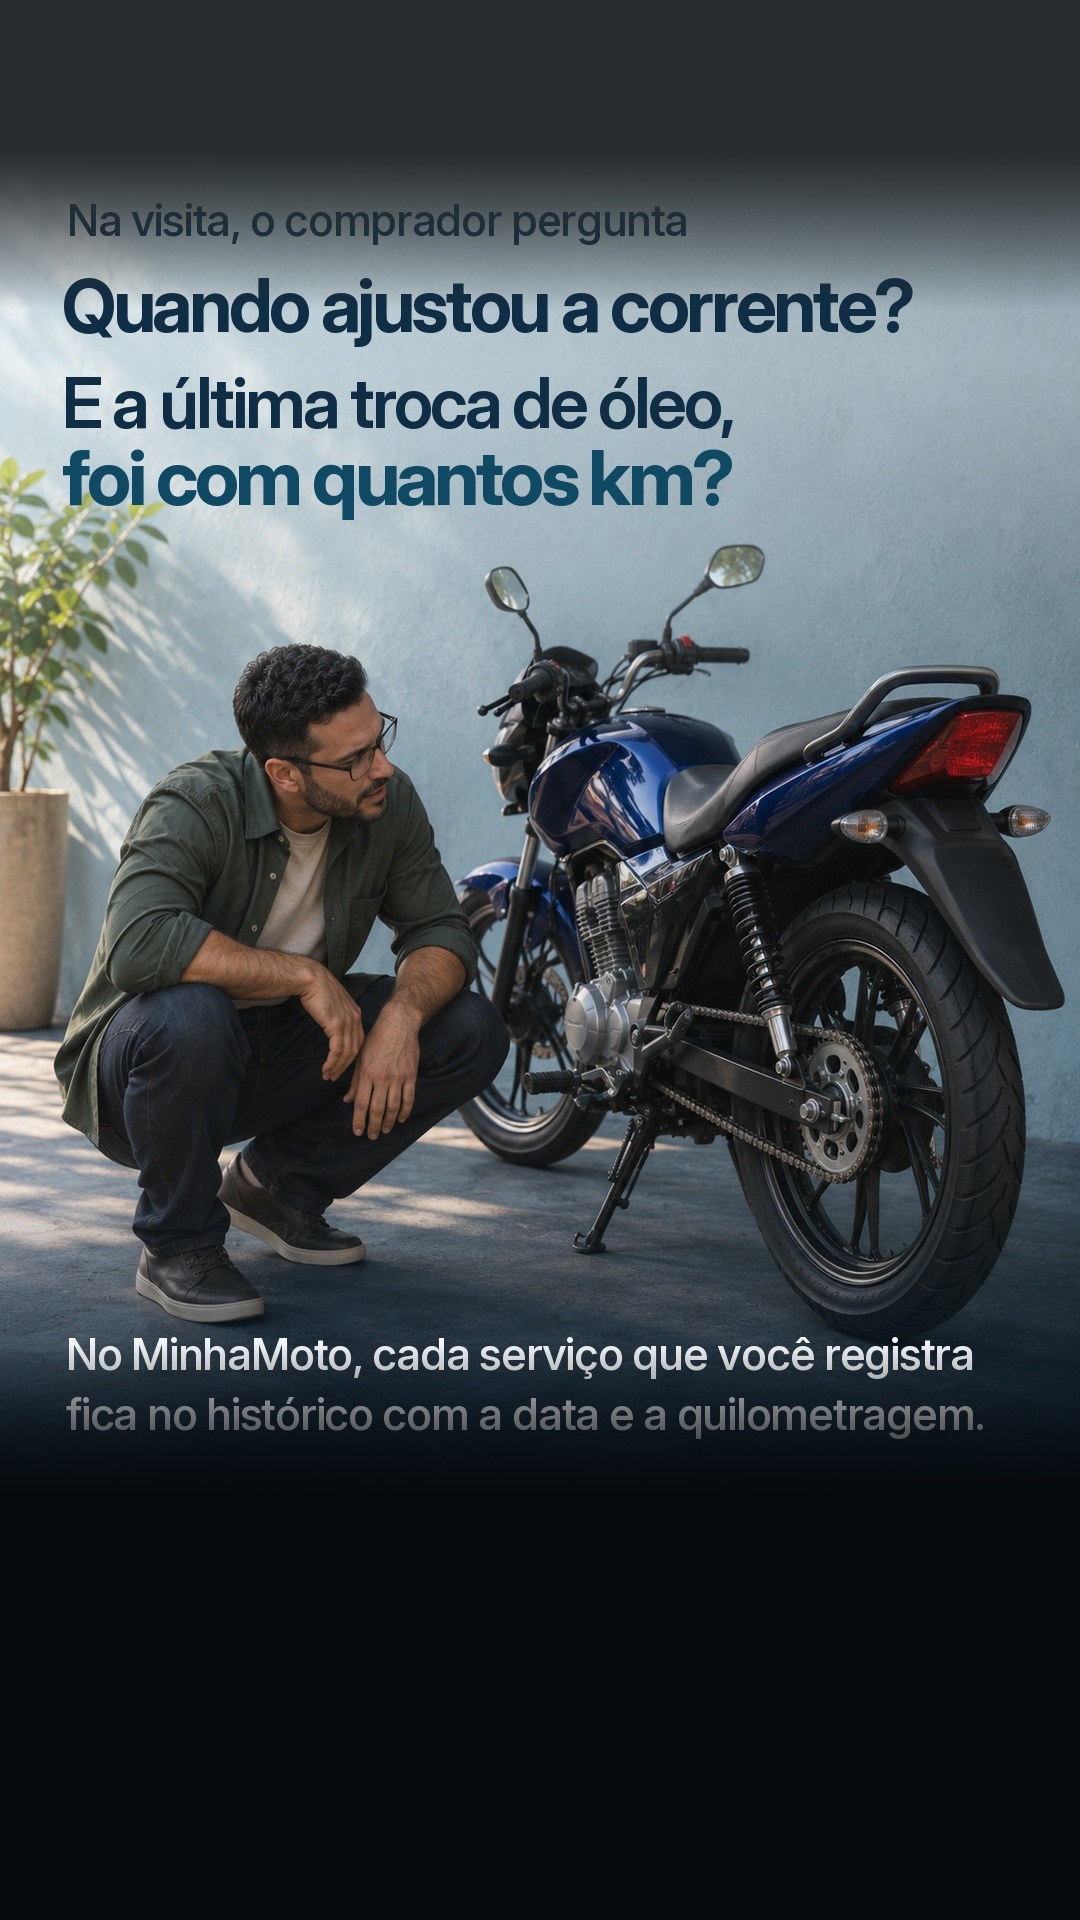 Na visita, o comprador pergunta
Quando ajustou a corrente?
E a última troca de óleo,
foi com quantos km?
No MinhaMoto, cada serviço que você registra
fica no histórico com a data e a quilometragem.